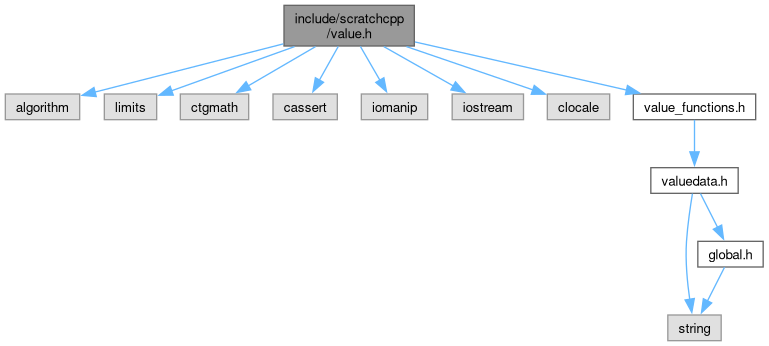 include/scratchcpp
/value.h
algorithm
limits
ctgmath
cassert
iomanip
iostream
clocale
value_functions.h
valuedata.h
global.h
string